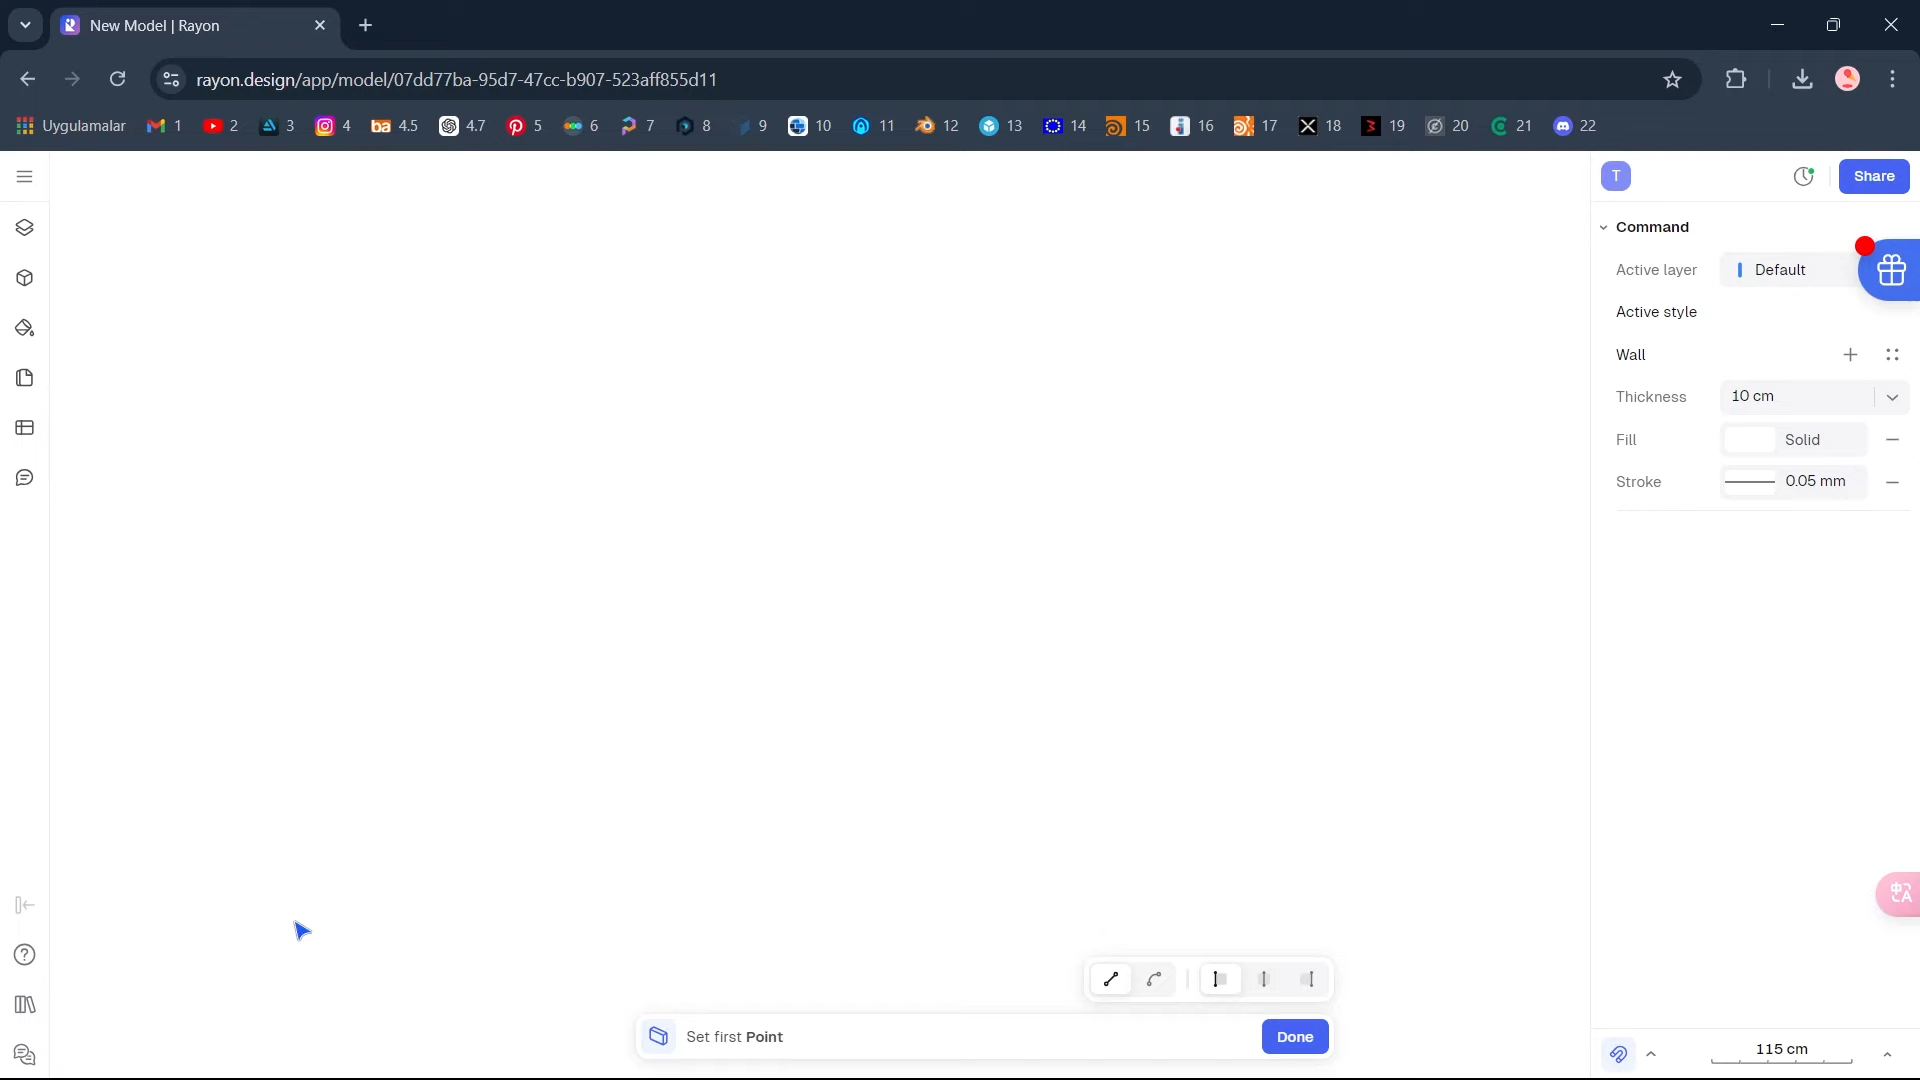 New Model | Rayon
rayon.design/app/model/07dd77ba-95d7-47cc-b907-523aff855d11
Uygulamalar 1 2 3 4 4.5 4.7 5 6 7 8 9 10 11 12 13 14 15 16 17 18 19 20 21 22
T Share
Command
Active layer Default
Active style
Wall
Thickness 10 cm
Fill Solid
Stroke 0.05 mm
Set first Point Done
115 cm